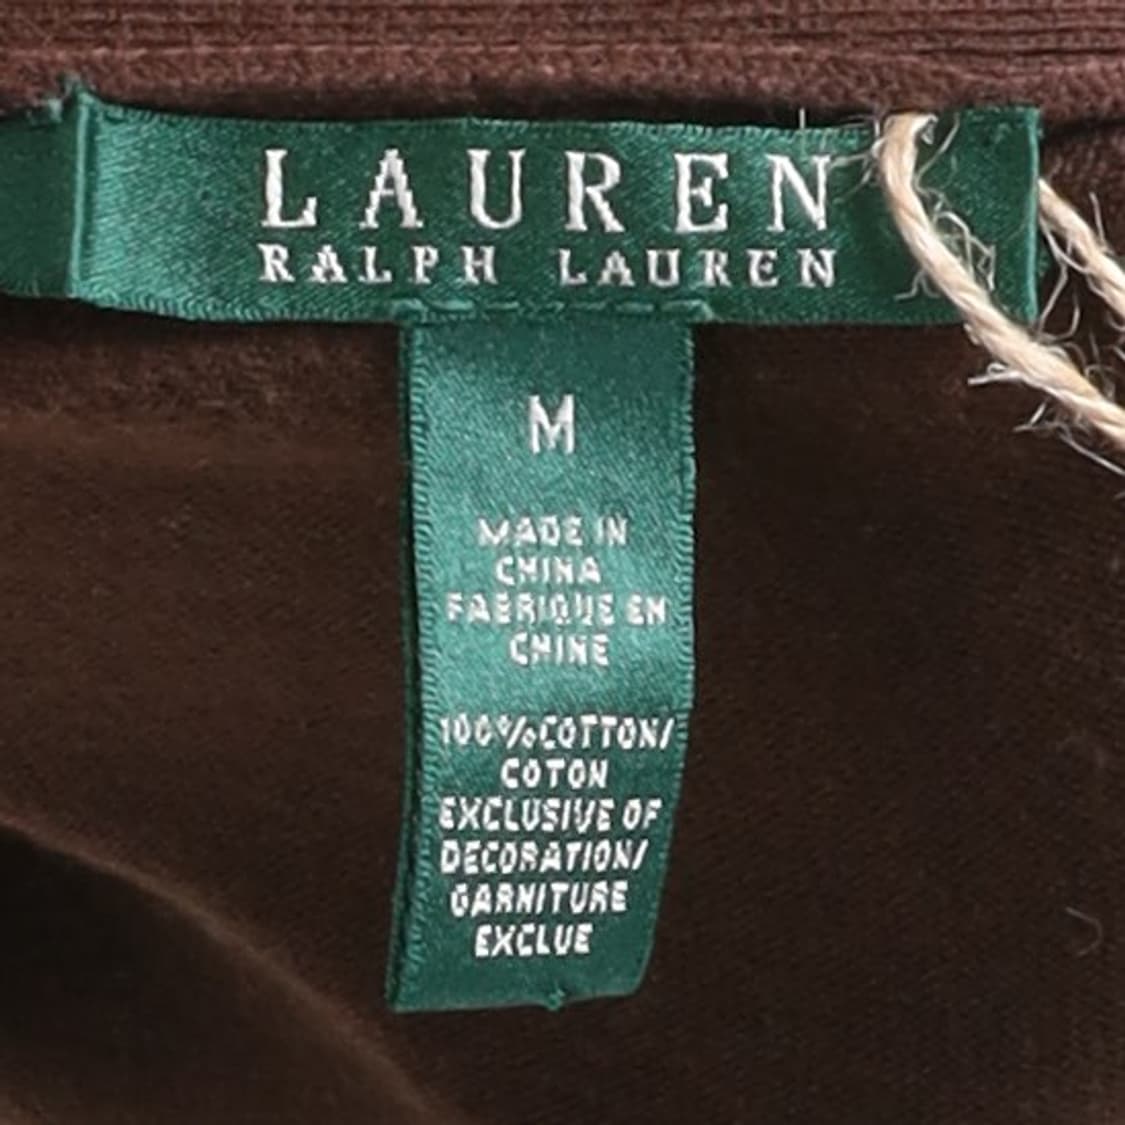 LAUREN
RALPH LAUREN
M
MADE IN
CHINA
FABRIQUE EN
CHINE
100%COTTON/
COTON
EXCLUSIVE OF
DECORATION/
GARNITURE
EXCLUE